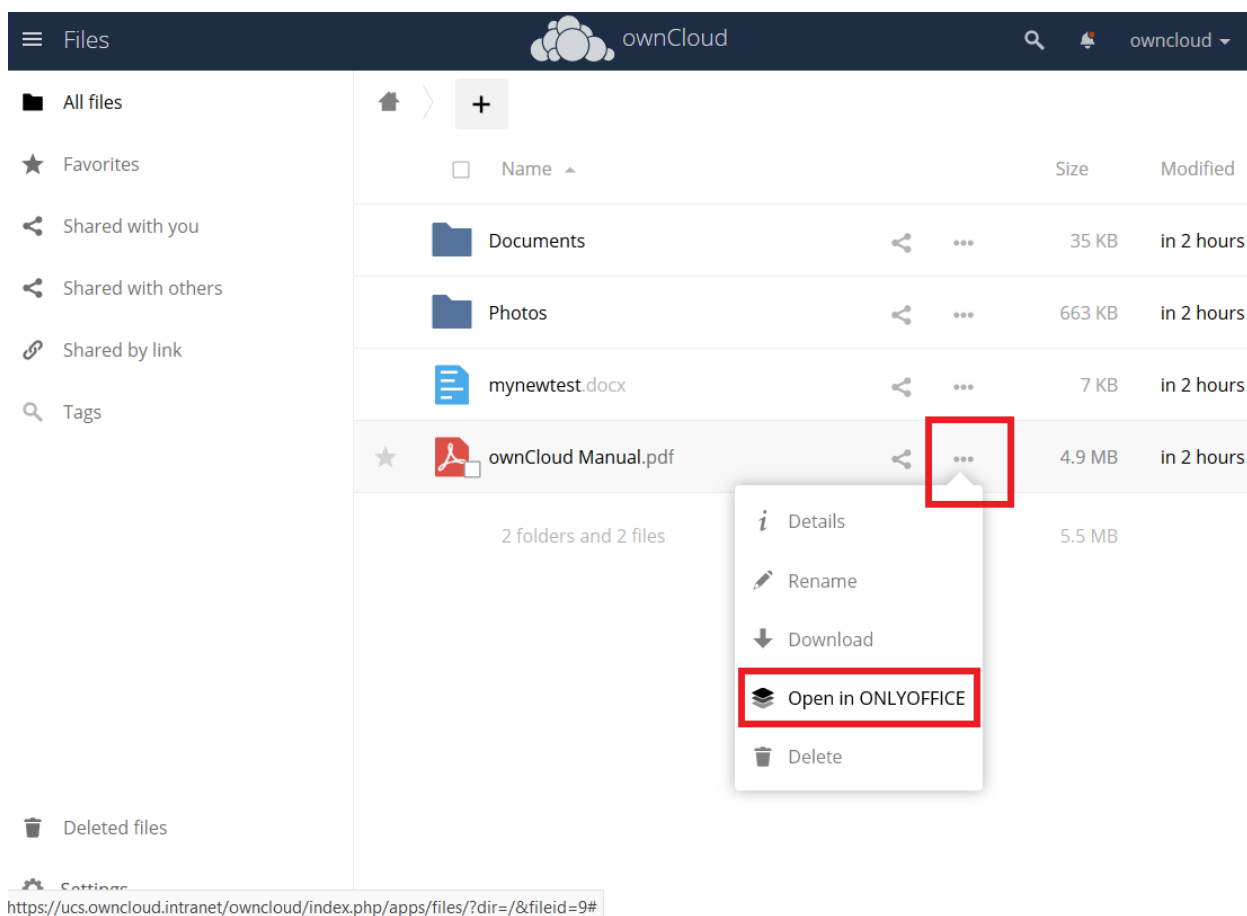 Files
ownCloud
owncloud
All files
Favorites
Shared with you
Shared with others
Shared by link
Tags
Name
Size
Modified
Documents
35 KB
in 2 hours
Photos
663 KB
in 2 hours
mynewtest.docx
7 KB
in 2 hours
ownCloud Manual.pdf
4.9 MB
in 2 hours
2 folders and 2 files
5.5 MB
Details
Rename
Download
Open in ONLYOFFICE
Delete
Deleted files
Settings
https://ucs.owncloud.intranet/owncloud/index.php/apps/files/?dir=/&fileid=9#